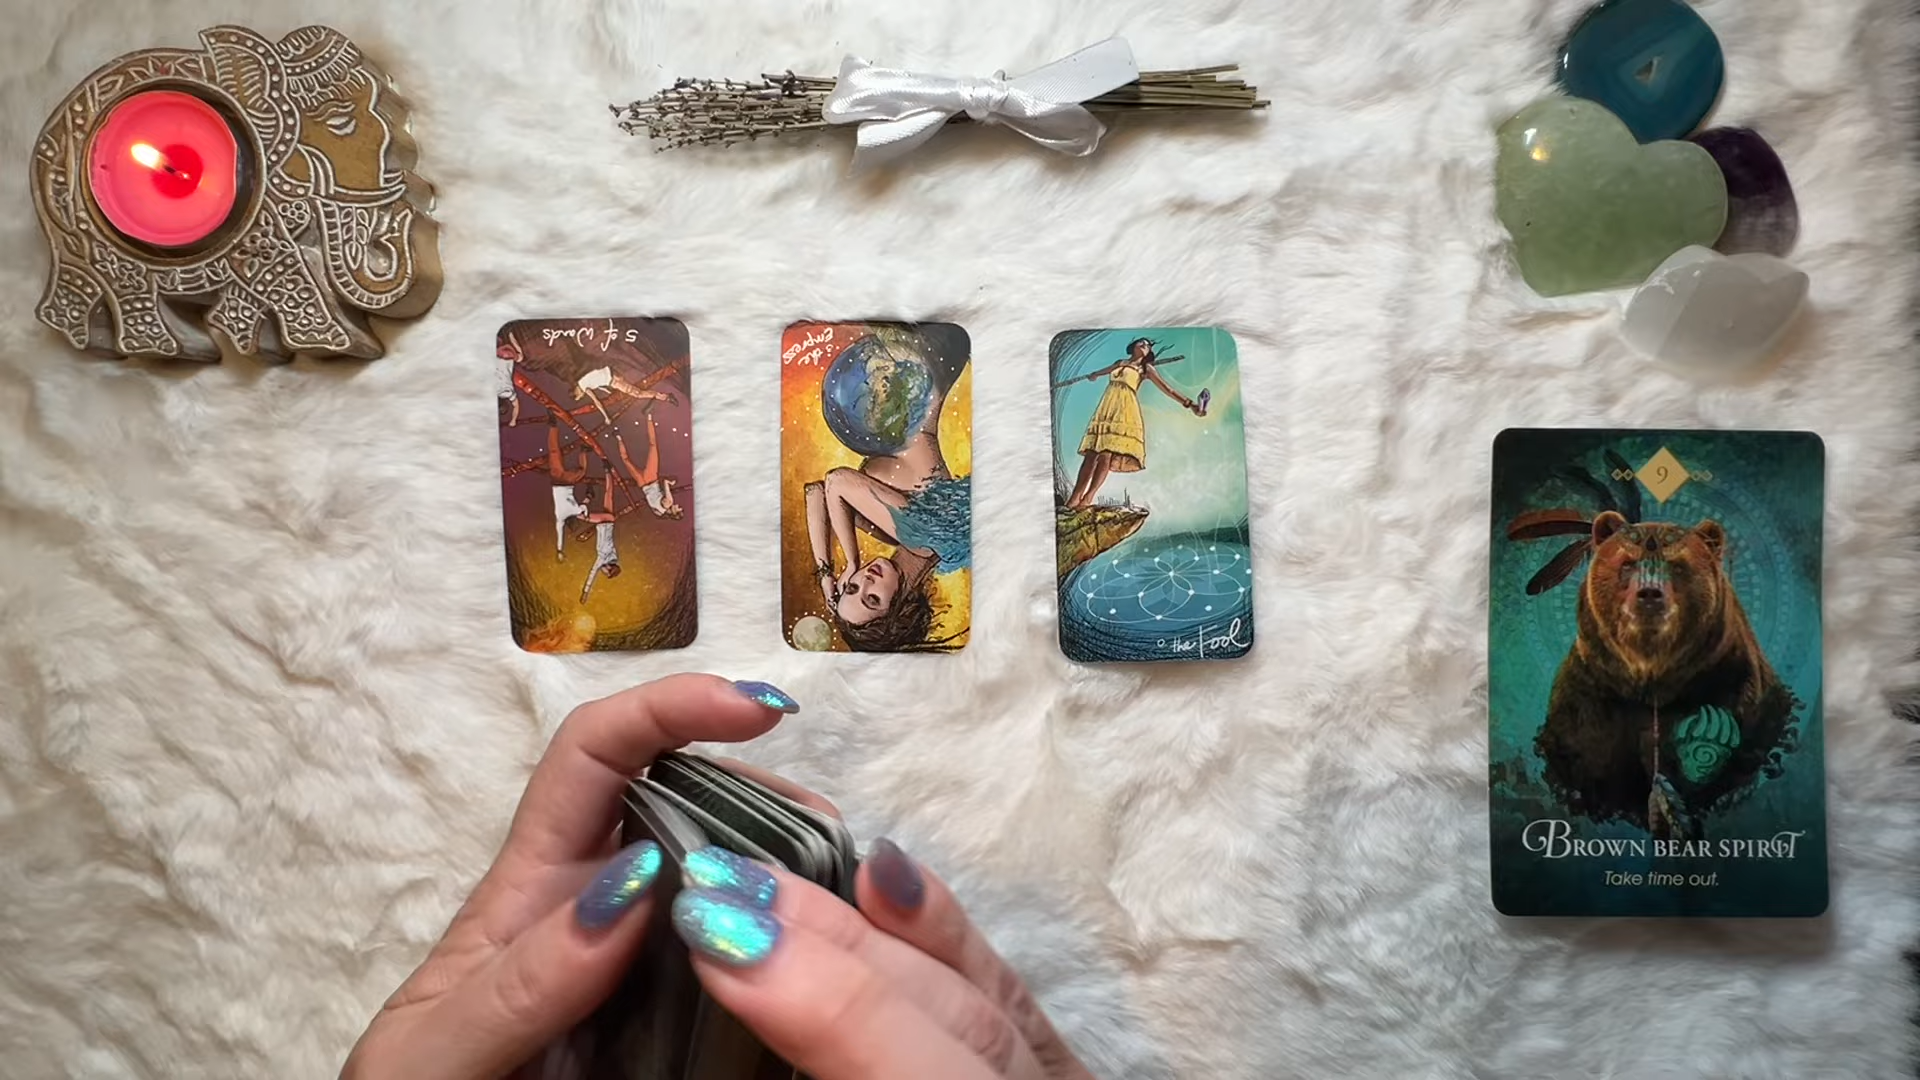 5 of Wands
3 the
Empress
0 the Fool
9
BROWN BEAR SPIRIT
Take time out.